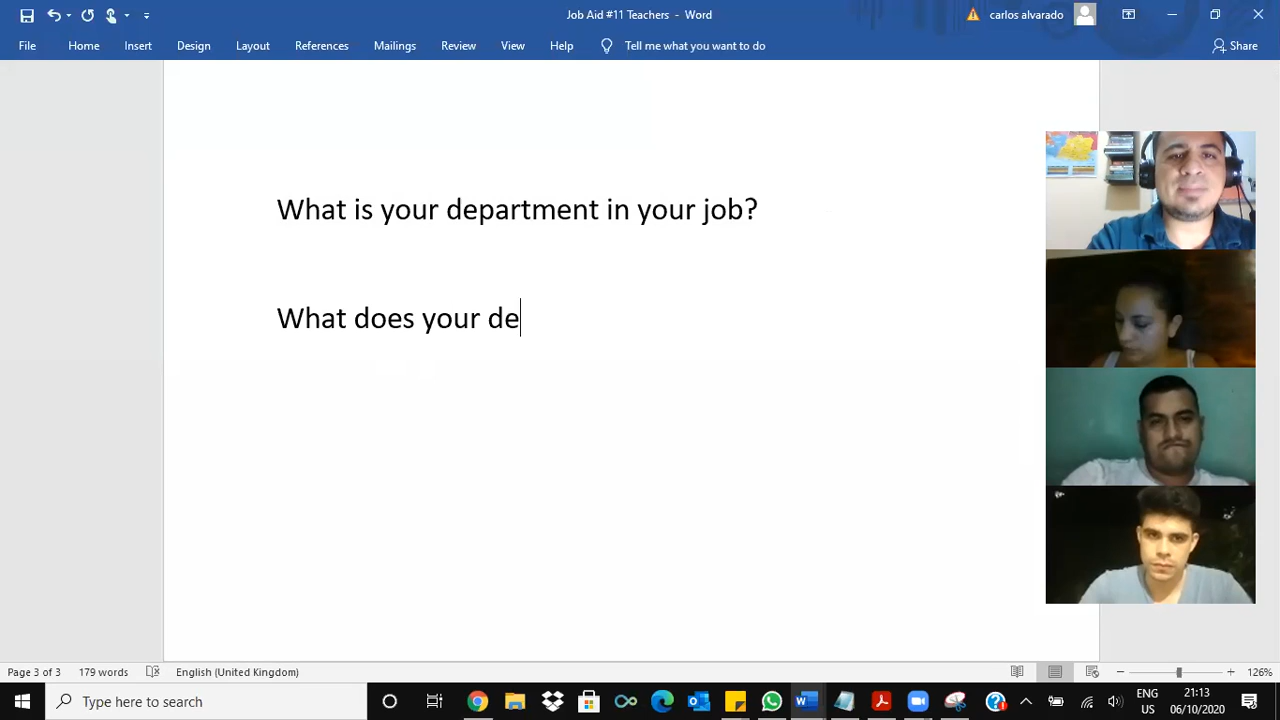 Job Aid #11 Teachers - Word
carlos alvarado
File Home Insert Design Layout References Mailings Review View Help Tell me what you want to do Share
What is your department in your job?
What does your de
Page 3 of 3 179 words English (United Kingdom) 126%
Type here to search
ENG 21:13
US 06/10/2020